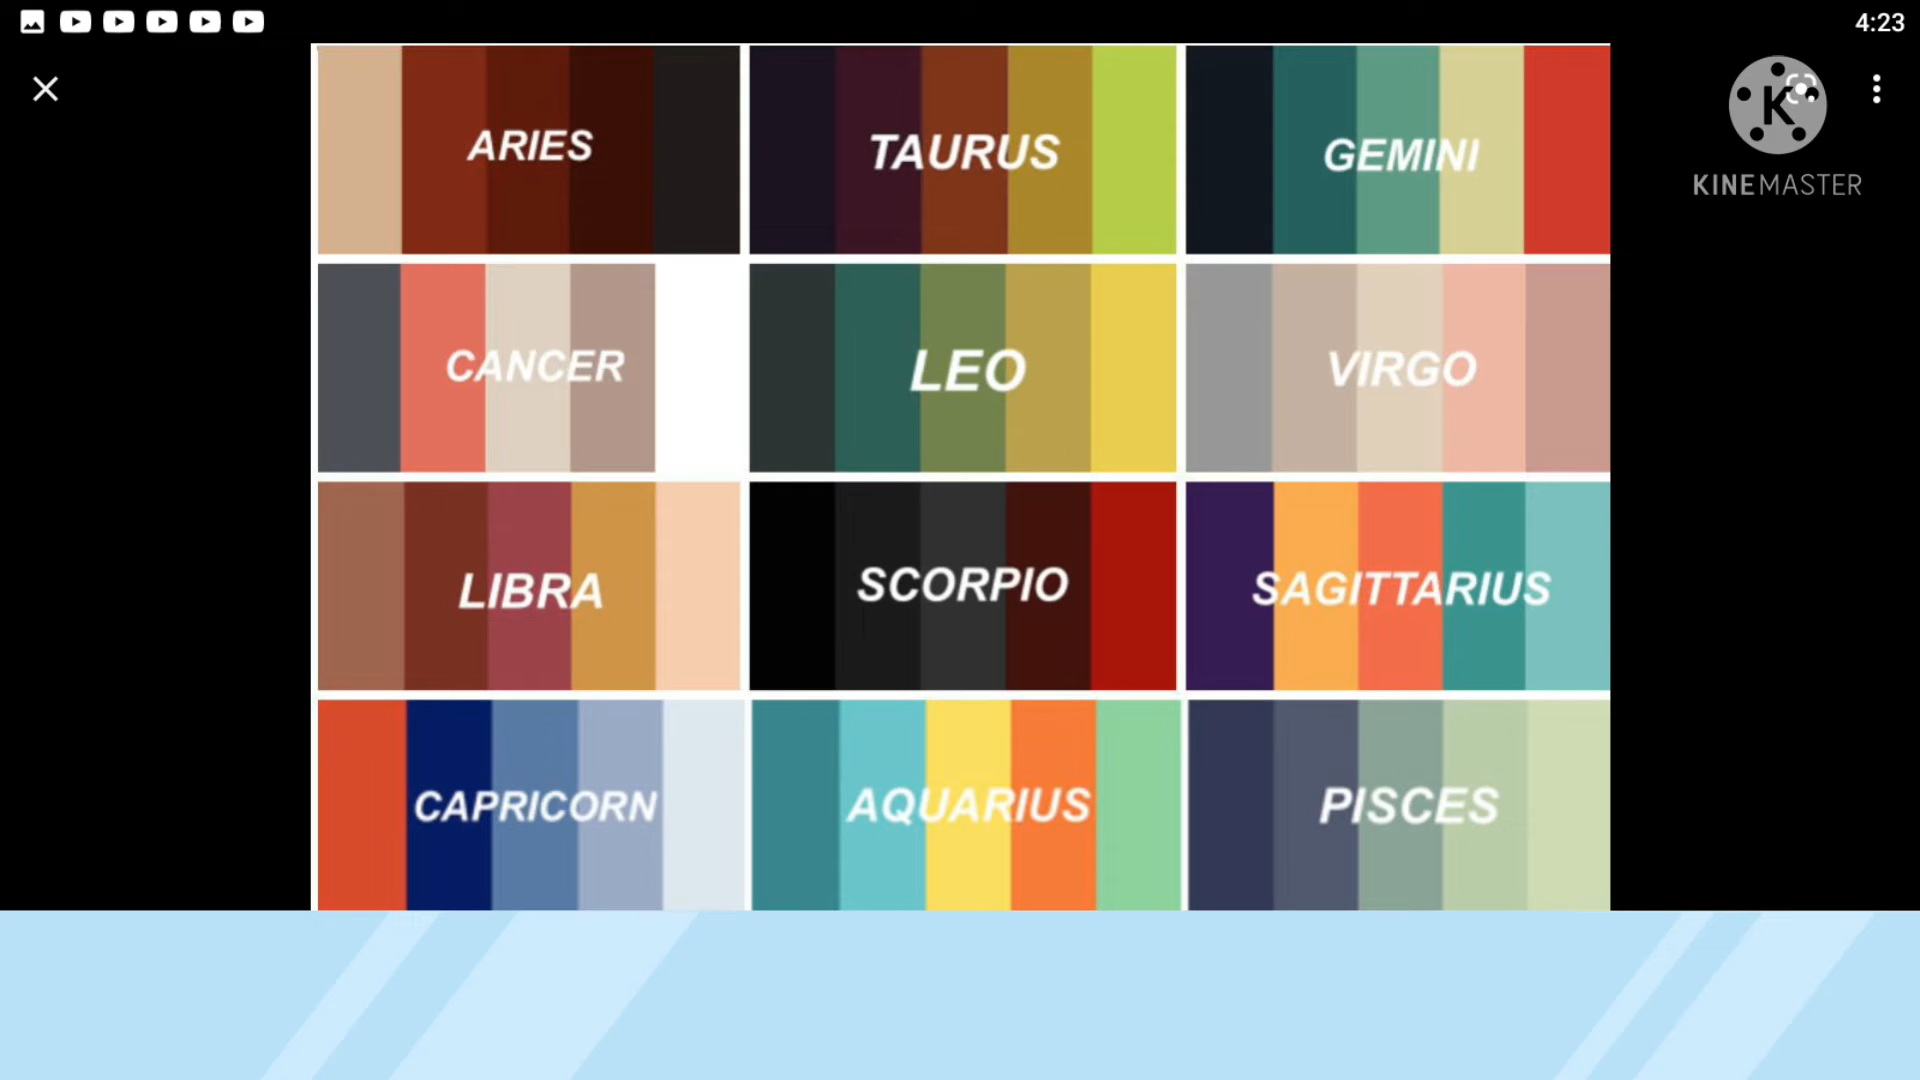 4:23
K
KINEMASTER
ARIES
TAURUS
GEMINI
CANCER
LEO
VIRGO
LIBRA
SCORPIO
SAGITTARIUS
CAPRICORN
AQUARIUS
PISCES